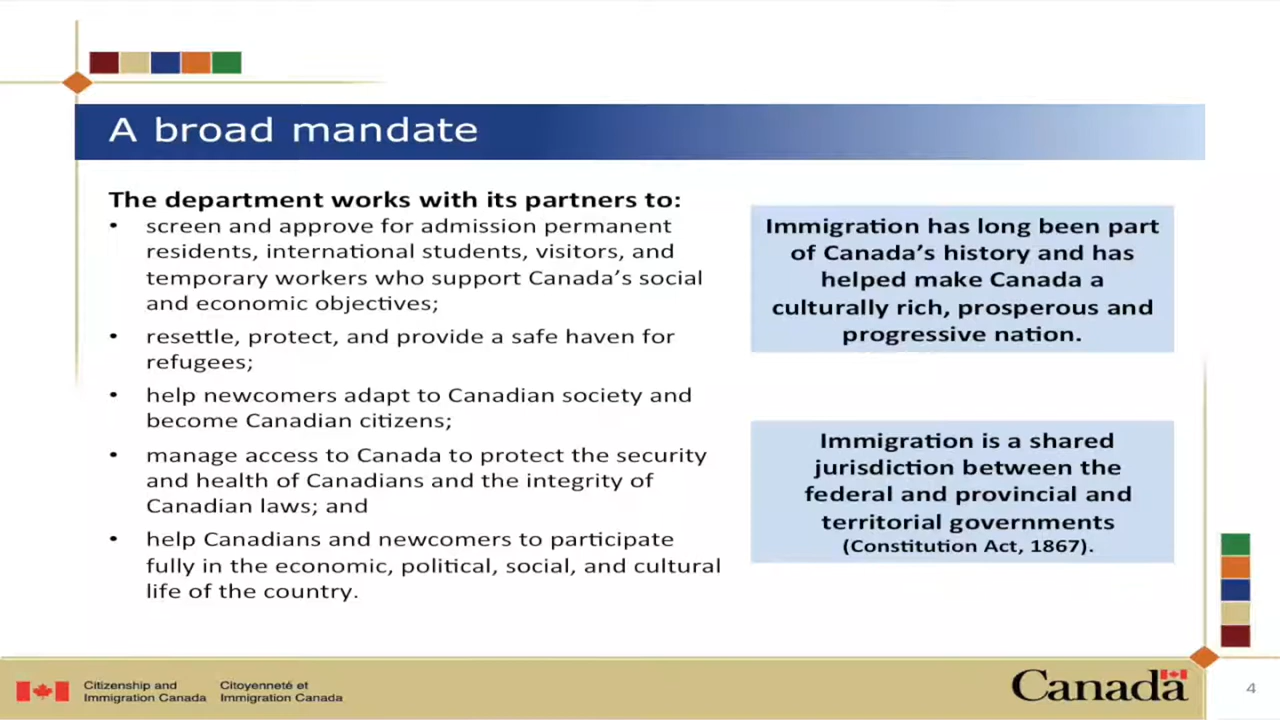 A broad mandate
The department works with its partners to:
• screen and approve for admission permanent
residents, international students, visitors, and
temporary workers who support Canada’s social
and economic objectives;
• resettle, protect, and provide a safe haven for
refugees;
• help newcomers adapt to Canadian society and
become Canadian citizens;
• manage access to Canada to protect the security
and health of Canadians and the integrity of
Canadian laws; and
• help Canadians and newcomers to participate
fully in the economic, political, social, and cultural
life of the country.
Immigration has long been part
of Canada’s history and has
helped make Canada a
culturally rich, prosperous and
progressive nation.
Immigration is a shared
jurisdiction between the
federal and provincial and
territorial governments
(Constitution Act, 1867).
Citizenship and
Immigration Canada
Citoyenneté et
Immigration Canada
Canada
4